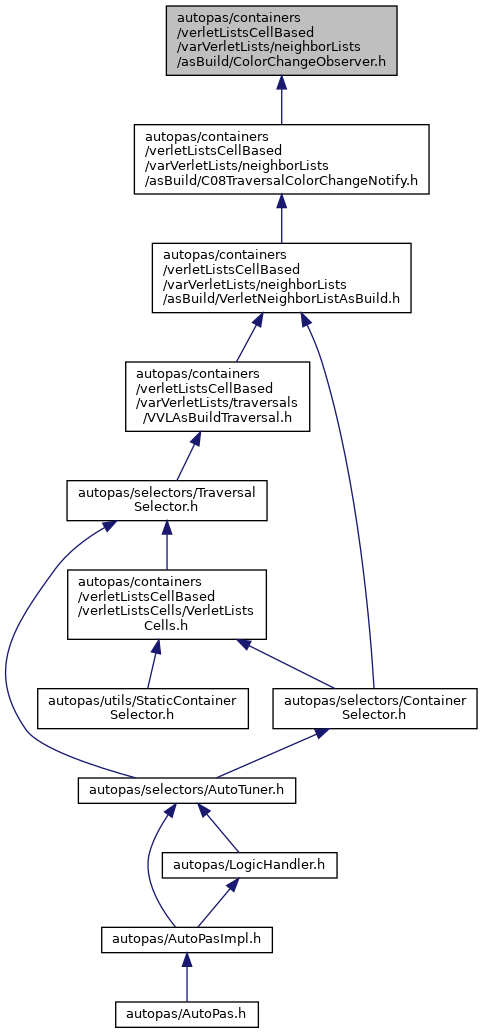 autopas/containers
/verletListsCellBased
/varVerletLists/neighborLists
/asBuild/ColorChangeObserver.h
autopas/containers
/verletListsCellBased
/varVerletLists/neighborLists
/asBuild/C08TraversalColorChangeNotify.h
autopas/containers
/verletListsCellBased
/varVerletLists/neighborLists
/asBuild/VerletNeighborListAsBuild.h
autopas/containers
/verletListsCellBased
/varVerletLists/traversals
/VVLAsBuildTraversal.h
autopas/selectors/Traversal
Selector.h
autopas/containers
/verletListsCellBased
/verletListsCells/VerletLists
Cells.h
autopas/utils/StaticContainer
Selector.h
autopas/selectors/Container
Selector.h
autopas/selectors/AutoTuner.h
autopas/LogicHandler.h
autopas/AutoPasImpl.h
autopas/AutoPas.h